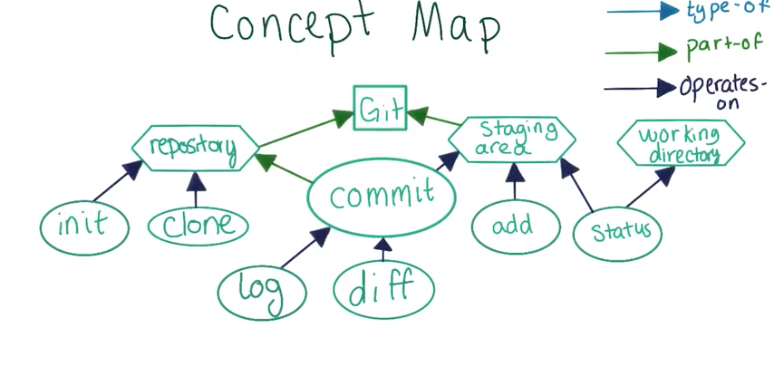 Concept Map
type-of
part-of
operates-
on
Git
repository
Staging
area
working
directory
commit
init
clone
add
Status
log
diff